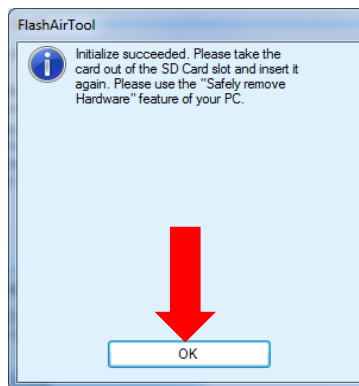 FlashAirTool
Initialize succeeded. Please take the
card out of the SD Card slot and insert it
again. Please use the "Safely remove
Hardware" feature of your PC.
OK